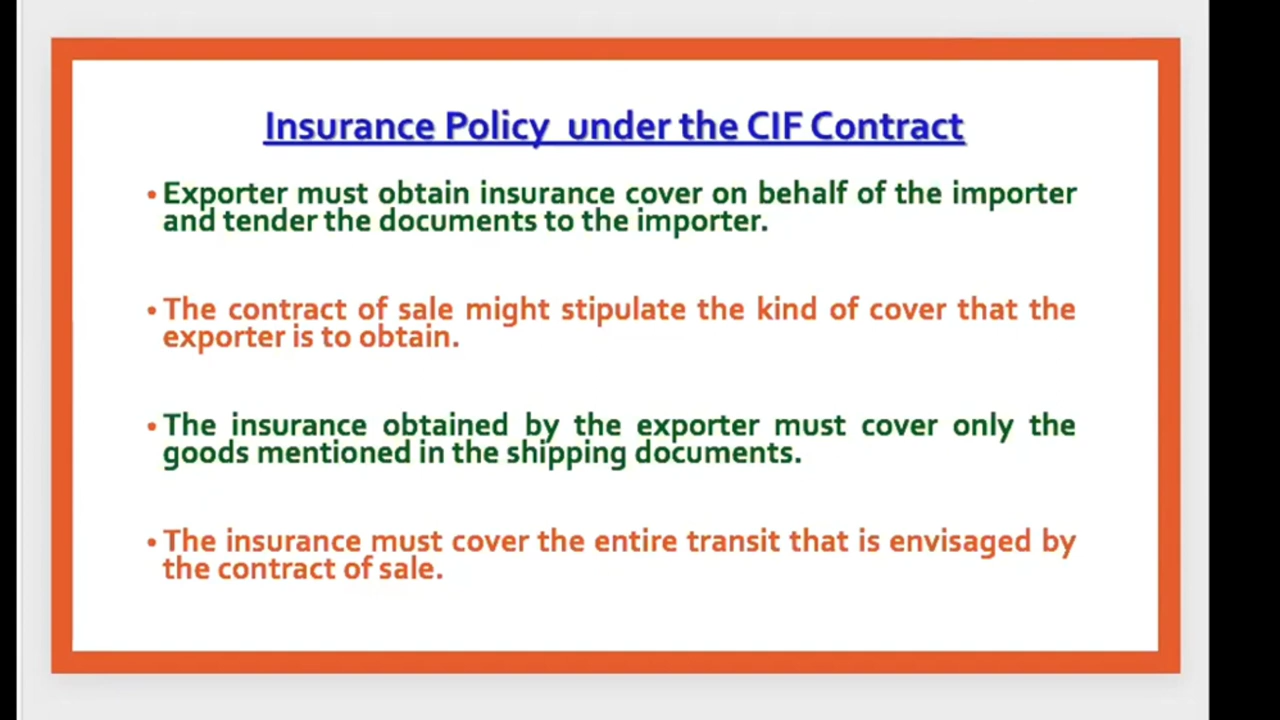 Insurance Policy under the CIF Contract
• Exporter must obtain insurance cover on behalf of the importer
and tender the documents to the importer.
• The contract of sale might stipulate the kind of cover that the
exporter is to obtain.
• The insurance obtained by the exporter must cover only the
goods mentioned in the shipping documents.
• The insurance must cover the entire transit that is envisaged by
the contract of sale.